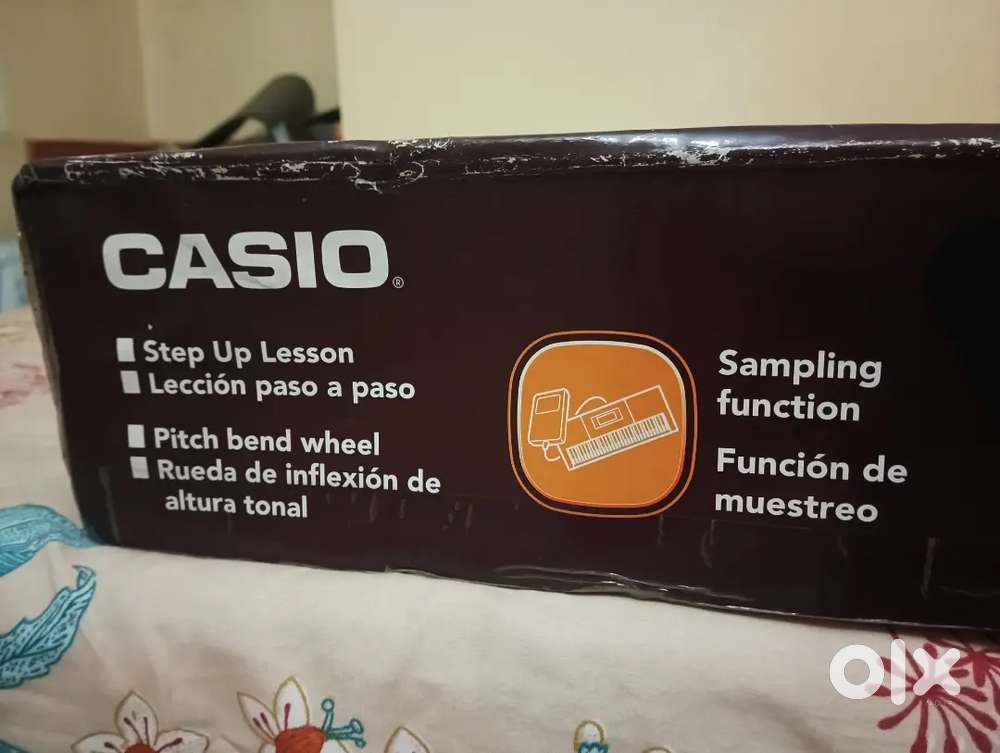 CASIO®
Step Up Lesson
Lección paso a paso
Pitch bend wheel
Rueda de inflexión de
altura tonal
Sampling
function
Función de
muestreo
olx